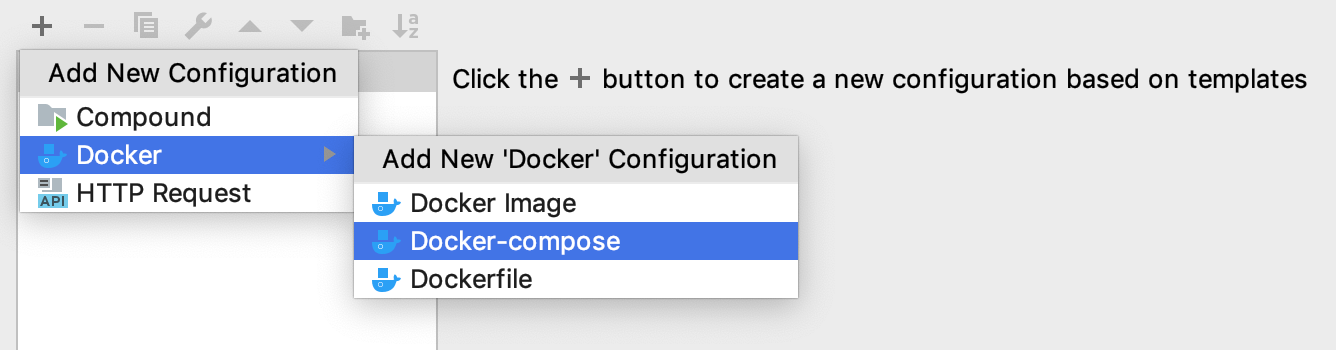 a
z
Add New Configuration
Click the + button to create a new configuration based on templates
Compound
Docker
Add New 'Docker' Configuration
API HTTP Request
Docker Image
Docker-compose
Dockerfile